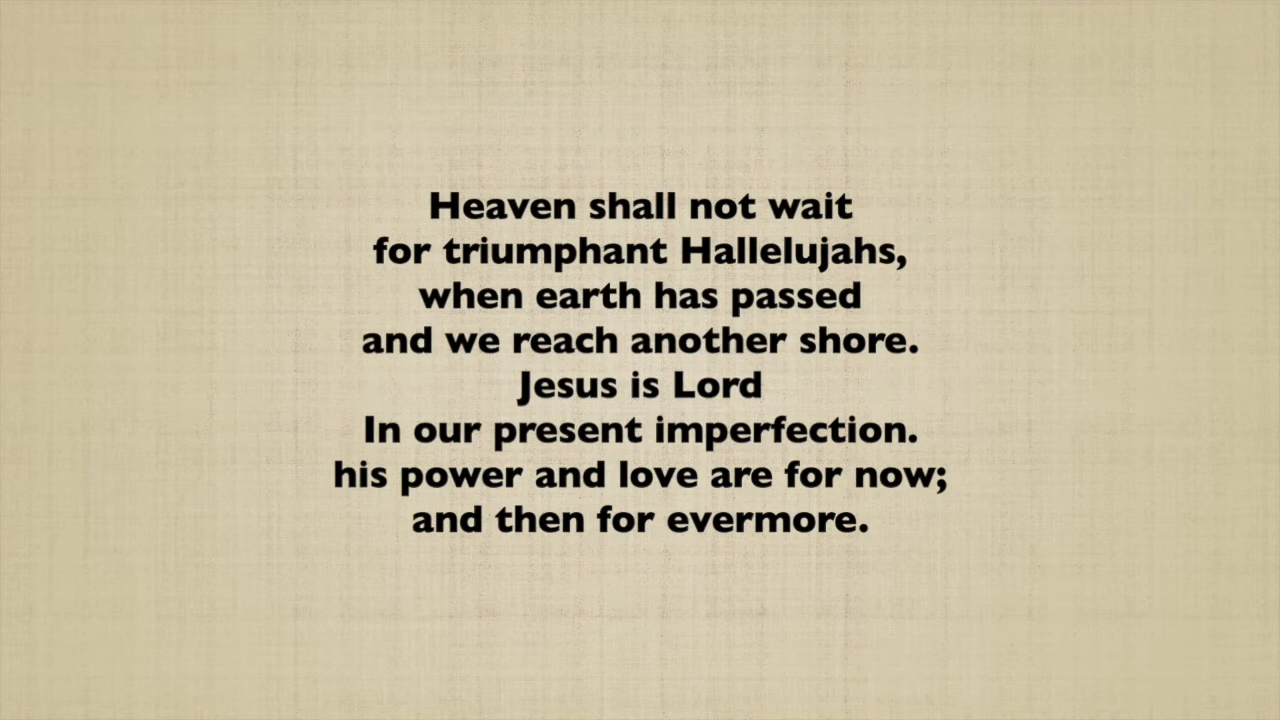 Heaven shall not wait
for triumphant Hallelujahs,
when earth has passed
and we reach another shore.
Jesus is Lord
In our present imperfection.
his power and love are for now;
and then for evermore.